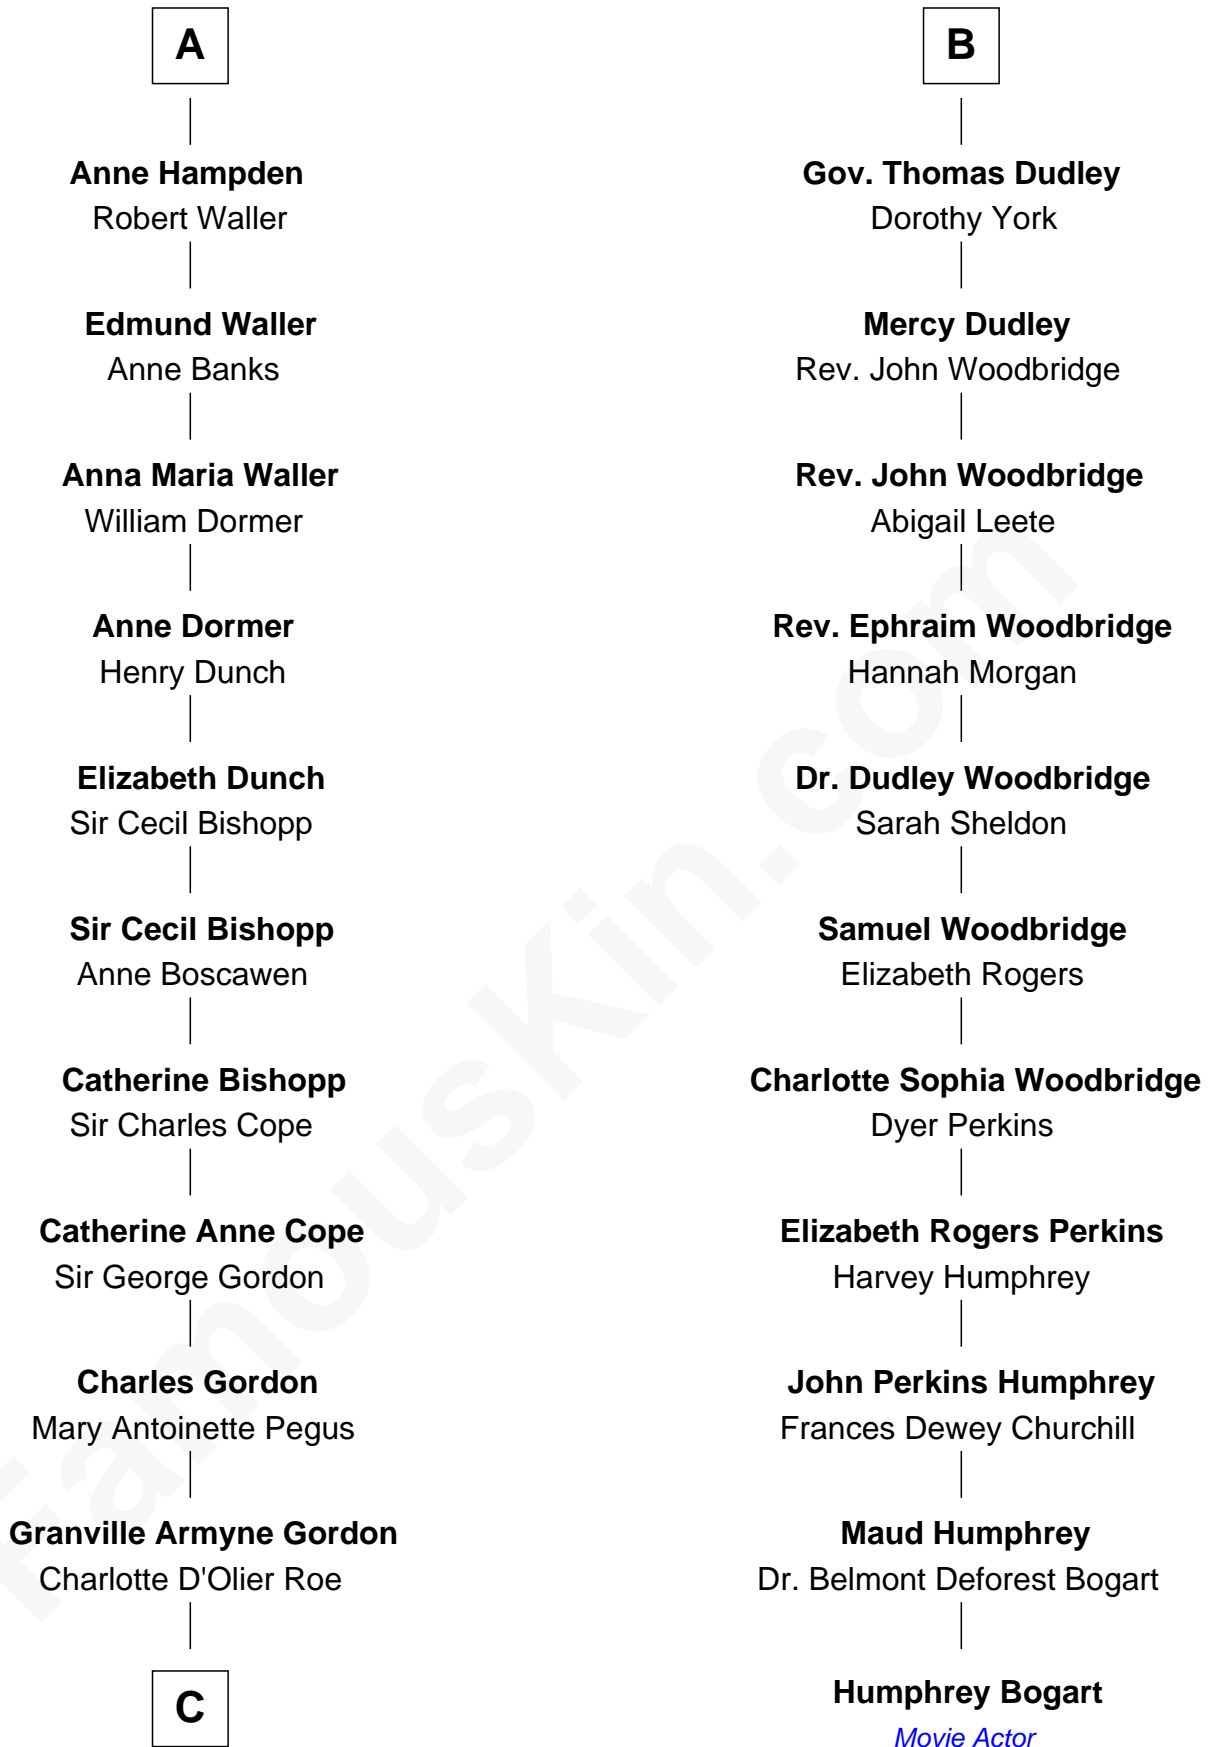 A
Anne Hampden
Robert Waller
Edmund Waller
Anne Banks
Anna Maria Waller
William Dormer
Anne Dormer
Henry Dunch
Elizabeth Dunch
Sir Cecil Bishopp
Sir Cecil Bishopp
Anne Boscawen
Catherine Bishopp
Sir Charles Cope
Catherine Anne Cope
Sir George Gordon
Charles Gordon
Mary Antoinette Pegus
Granville Armyne Gordon
Charlotte D'Olier Roe
C
B
Gov. Thomas Dudley
Dorothy York
Mercy Dudley
Rev. John Woodbridge
Rev. John Woodbridge
Abigail Leete
Rev. Ephraim Woodbridge
Hannah Morgan
Dr. Dudley Woodbridge
Sarah Sheldon
Samuel Woodbridge
Elizabeth Rogers
Charlotte Sophia Woodbridge
Dyer Perkins
Elizabeth Rogers Perkins
Harvey Humphrey
John Perkins Humphrey
Frances Dewey Churchill
Maud Humphrey
Dr. Belmont Deforest Bogart
Humphrey Bogart
Movie Actor
FamousKin.com